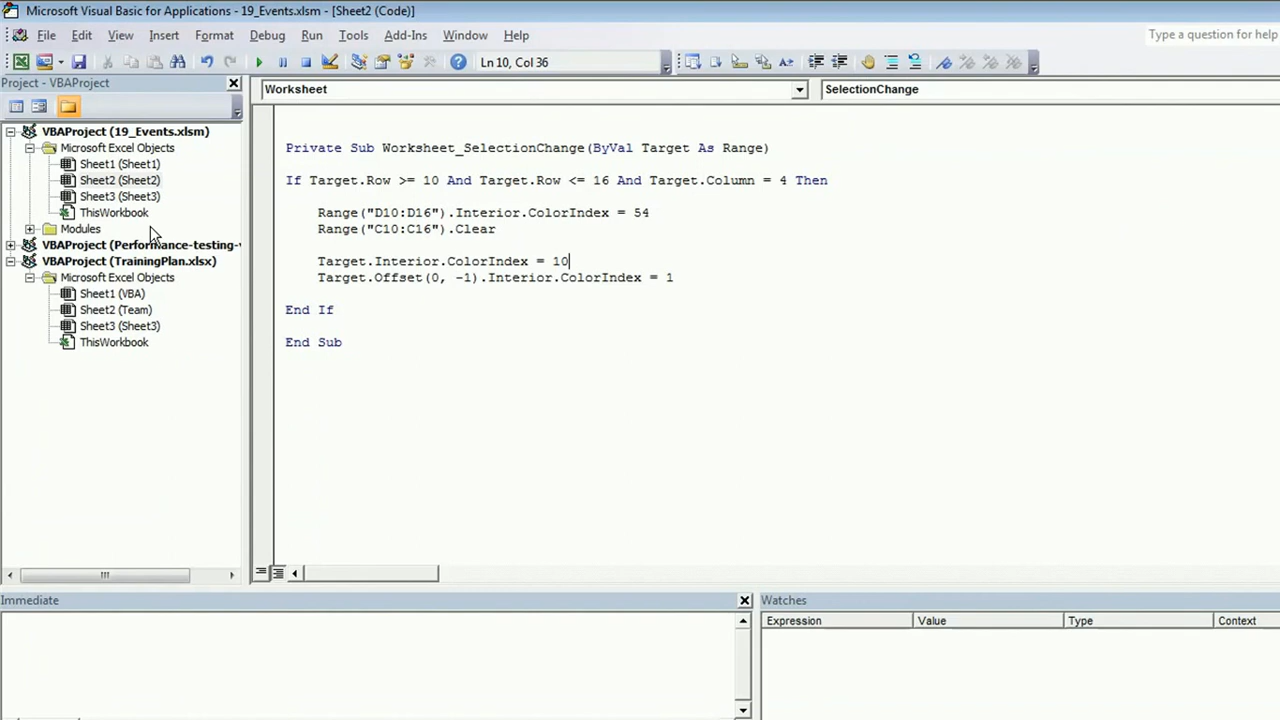 Microsoft Visual Basic for Applications - 19_Events.xlsm - [Sheet2 (Code)]
File Edit View Insert Format Debug Run Tools Add-Ins Window Help
Type a question for help
Ln 10, Col 36
Project - VBAProject
Worksheet
SelectionChange
VBAProject (19_Events.xlsm)
Microsoft Excel Objects
Sheet1 (Sheet1)
Sheet2 (Sheet2)
Sheet3 (Sheet3)
ThisWorkbook
Modules
VBAProject (Performance-testing-
VBAProject (TrainingPlan.xlsx)
Microsoft Excel Objects
Sheet1 (VBA)
Sheet2 (Team)
Sheet3 (Sheet3)
ThisWorkbook
Private Sub Worksheet_SelectionChange(ByVal Target As Range)
If Target.Row >= 10 And Target.Row <= 16 And Target.Column = 4 Then
Range("D10:D16").Interior.ColorIndex = 54
Range("C10:C16").Clear
Target.Interior.ColorIndex = 10
Target.Offset(0, -1).Interior.ColorIndex = 1
End If
End Sub
Immediate
Watches
Expression Value Type Context